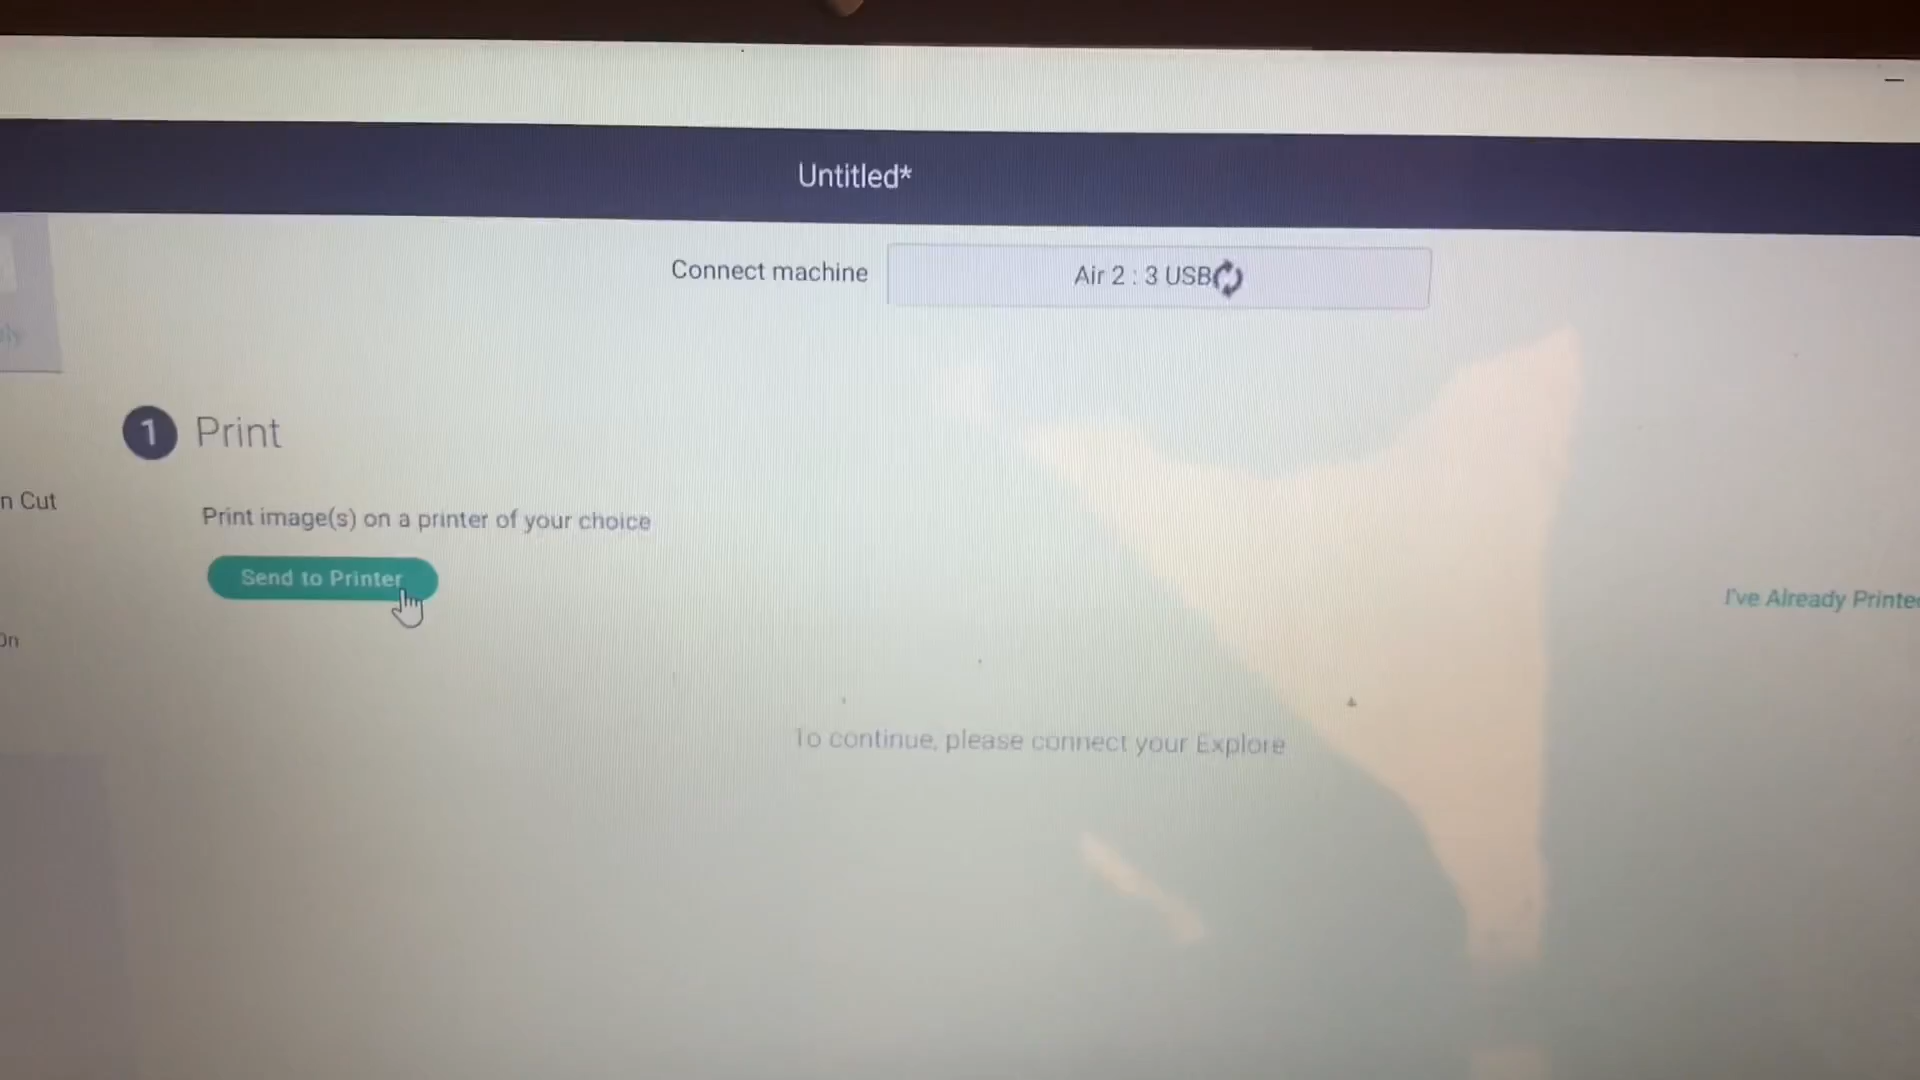 Untitled*
Connect machine
Air 2 : 3 USB
1 Print
n Cut
Print image(s) on a printer of your choice
Send to Printer
I've Already Printe
On
To continue, please connect your Explore